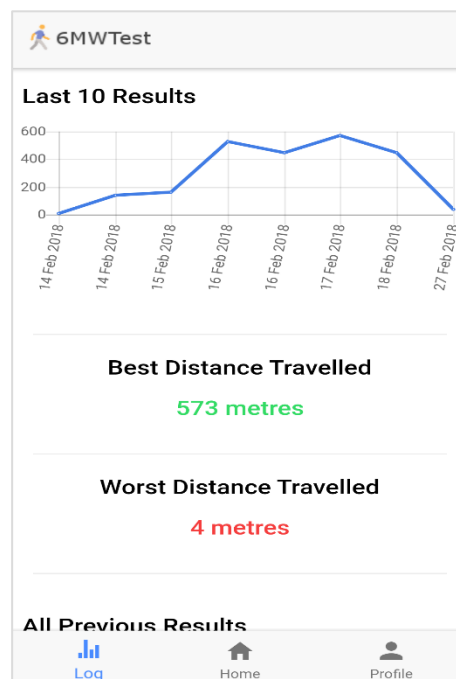 6MWTest
Last 10 Results
600
400
200
0
14 Feb 2018
14 Feb 2018
15 Feb 2018
16 Feb 2018
16 Feb 2018
17 Feb 2018
18 Feb 2018
27 Feb 2018
Best Distance Travelled
573 metres
Worst Distance Travelled
4 metres
All Previous Results
Log
Home
Profile